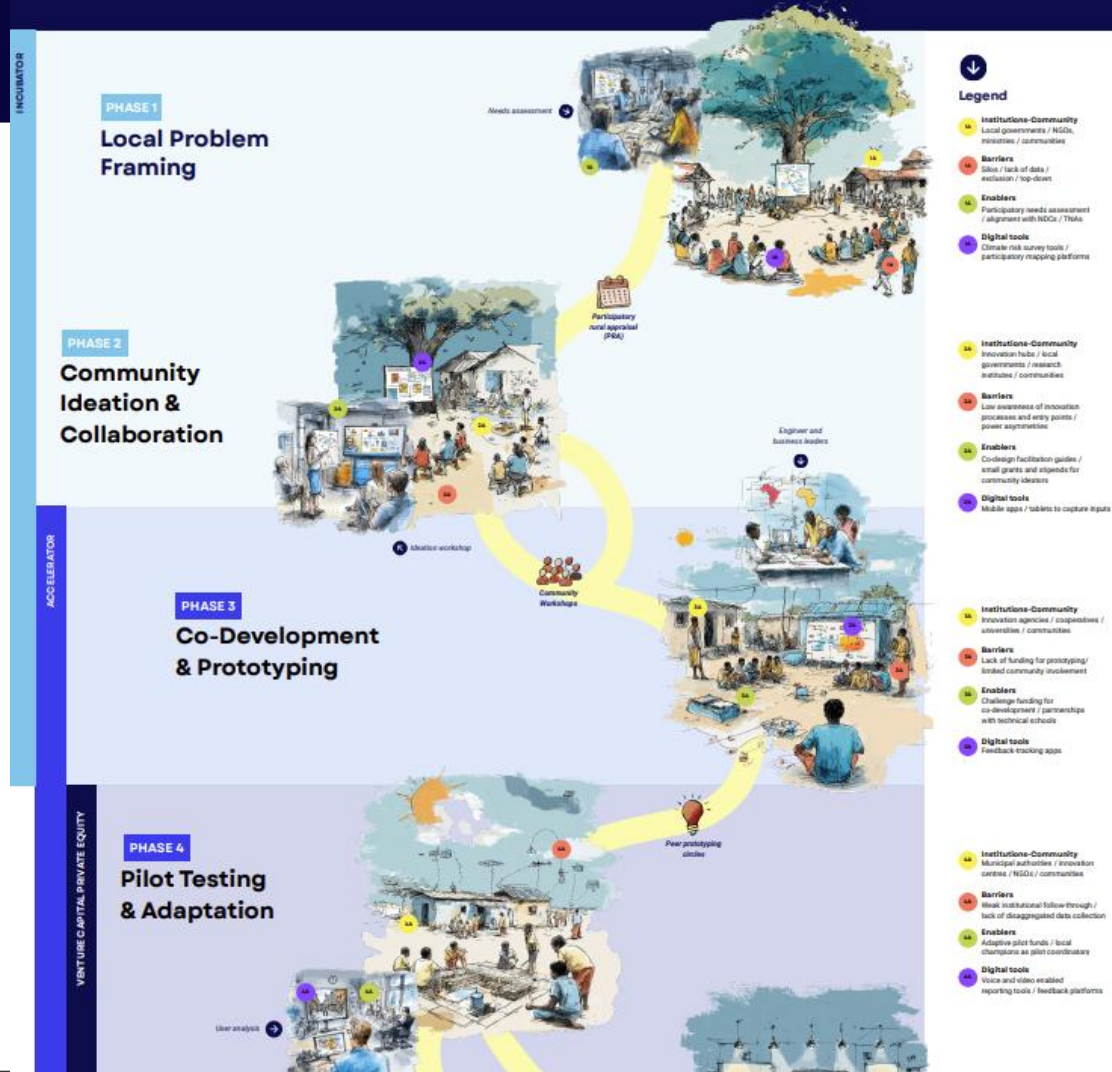 INCUBATOR
PHASE 1
Local Problem
Framing
Needs assessment
Participatory
rural appraisal
(PRA)
PHASE 2
Community
Ideation &
Collaboration
Ideation workshop
Engineer and
business leaders
ACCELERATOR
Community
Workshops
PHASE 3
Co-Development
& Prototyping
Peer prototyping
circles
VENTURE CAPITAL PRIVATE EQUITY
PHASE 4
Pilot Testing
& Adaptation
User analysis
Legend
Institutions-Community
Local governments / NGOs,
ministries / communities
Barriers
Silos / lack of data /
exclusion / top-down
Enablers
Participatory needs assessment
/ alignment with NDCs / TNAs
Digital tools
Climate risk survey tools /
participatory mapping platforms
Institutions-Community
Innovation hubs / local
governments / research
institutes / communities
Barriers
Low awareness of innovation
processes and entry points /
power asymmetries
Enablers
Co-design facilitation guides /
small grants and stipends for
community ideators
Digital tools
Mobile apps / tablets to capture inputs
Institutions-Community
Innovation agencies / cooperatives /
universities / communities
Barriers
Lack of funding for prototyping/
limited community involvement
Enablers
Challenge funding for
co-development / partnerships
with technical schools
Digital tools
Feedback-tracking apps
Institutions-Community
Municipal authorities / innovation
centres / NGOs / communities
Barriers
Weak institutional follow-through /
lack of disaggregated data collection
Enablers
Adaptive pilot funds / local
champions as pilot coordinators
Digital tools
Voice and video enabled
reporting tools / feedback platforms